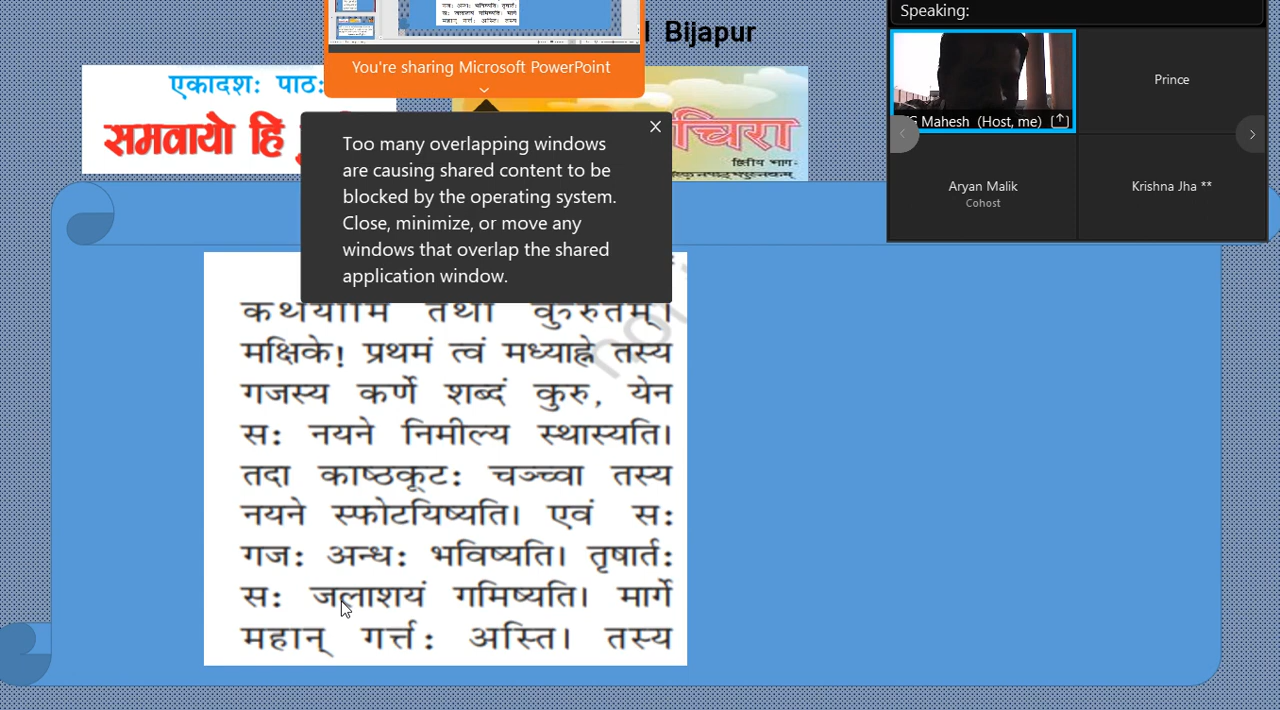 Speaking:
Bijapur
You're sharing Microsoft PowerPoint
एकादशः पाठः
समवायो हि
चिरा
द्वितीय भाग-
Too many overlapping windows
are causing shared content to be
blocked by the operating system.
Close, minimize, or move any
windows that overlap the shared
application window.
Mahesh (Host, me)
Prince
Aryan Malik
Cohost
Krishna Jha **
कथयामि तथा कुरुतम्।
मक्षिके! प्रथमं त्वं मध्याह्ने तस्य
गजस्य कर्णे शब्दं कुरु, येन
सः नयने निमील्य स्थास्यति।
तदा काष्ठकूटः चञ्च्वा तस्य
नयने स्फोटयिष्यति। एवं सः
गजः अन्धः भविष्यति। तृषार्तः
सः जलाशयं गमिष्यति। मार्गे
महान् गर्त्तः अस्ति। तस्य